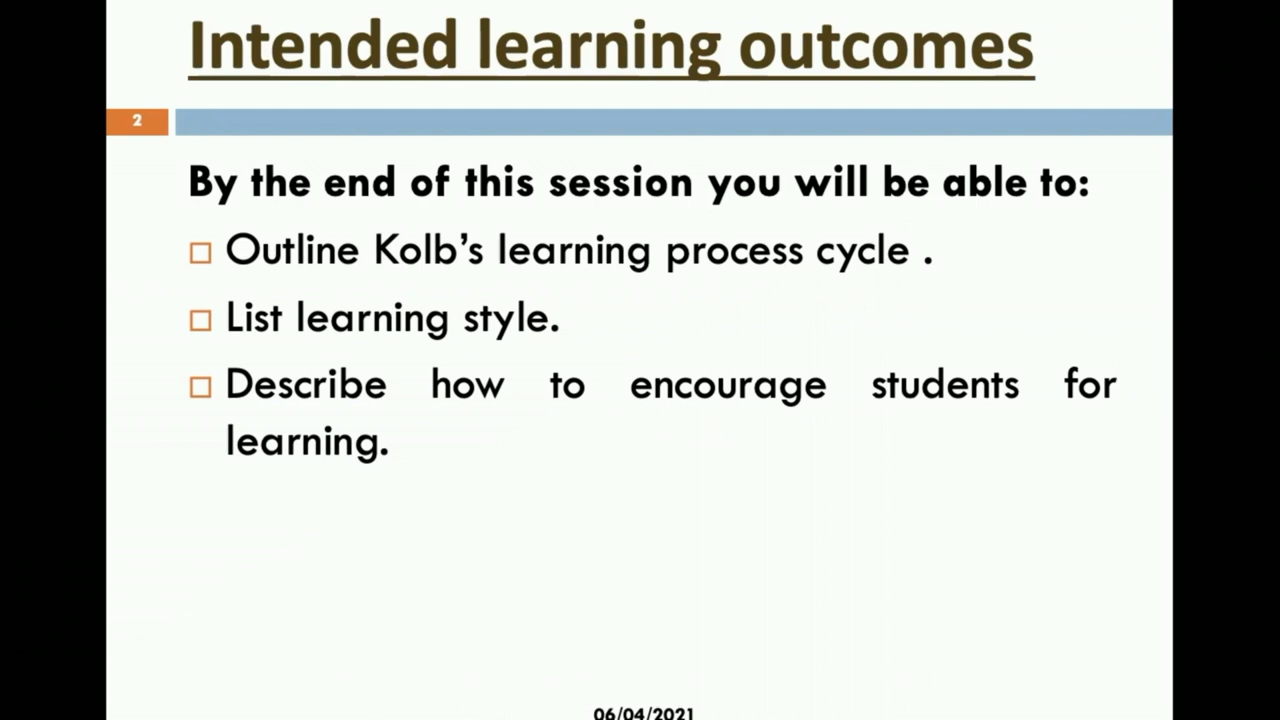 Intended learning outcomes
2
By the end of this session you will be able to:
Outline Kolb’s learning process cycle .
List learning style.
Describe how to encourage students for
learning.
06/04/2021